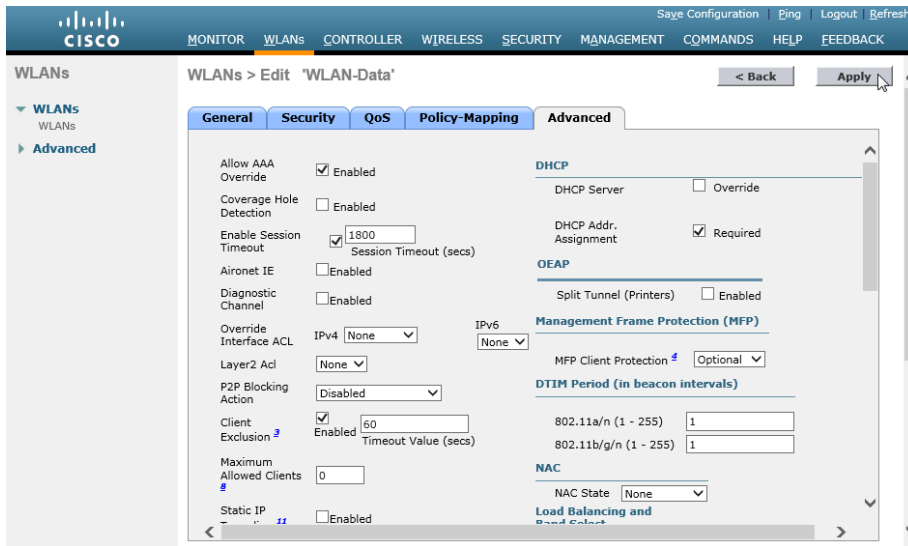 Save Configuration | Ping | Logout | Refresh
CISCO
MONITOR WLANs CONTROLLER WIRELESS SECURITY MANAGEMENT COMMANDS HELP FEEDBACK
WLANs
WLANs
WLANs
Advanced
WLANs > Edit 'WLAN-Data'
< Back
Apply
General Security QoS Policy-Mapping Advanced
Allow AAA
Override
Enabled
Coverage Hole
Detection
Enabled
Enable Session
Timeout
1800
Session Timeout (secs)
Aironet IE
Enabled
Diagnostic
Channel
Enabled
Override
Interface ACL
IPv4 None
IPv6
None
Layer2 Acl
None
P2P Blocking
Action
Disabled
Client
Exclusion 3
Enabled
60
Timeout Value (secs)
Maximum
Allowed Clients
8
0
Static IP
11
Enabled
DHCP
DHCP Server
Override
DHCP Addr.
Assignment
Required
OEAP
Split Tunnel (Printers)
Enabled
Management Frame Protection (MFP)
MFP Client Protection 4
Optional
DTIM Period (in beacon intervals)
802.11a/n (1 - 255)
1
802.11b/g/n (1 - 255)
1
NAC
NAC State
None
Load Balancing and
Band Select